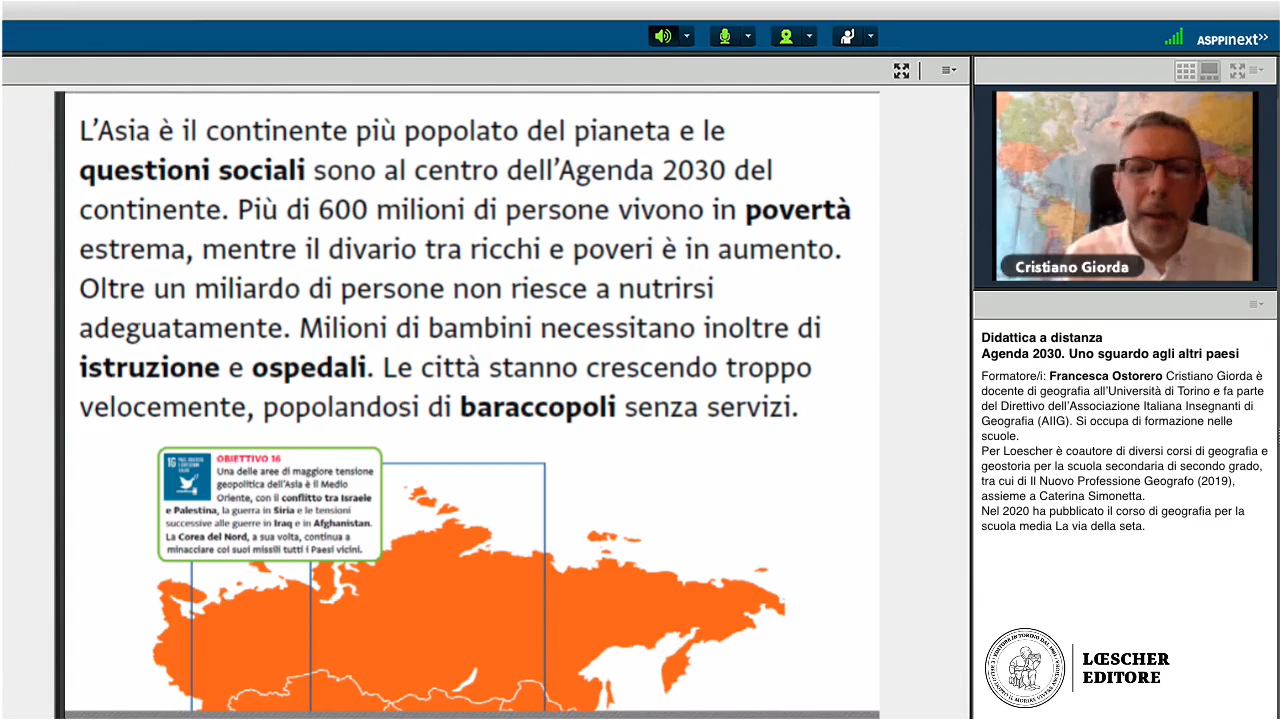 ASPPInext>>
L'Asia è il continente più popolato del pianeta e le
questioni sociali sono al centro dell'Agenda 2030 del
continente. Più di 600 milioni di persone vivono in povertà
estrema, mentre il divario tra ricchi e poveri è in aumento.
Oltre un miliardo di persone non riesce a nutrirsi
adeguatamente. Milioni di bambini necessitano inoltre di
istruzione e ospedali. Le città stanno crescendo troppo
velocemente, popolandosi di baraccopoli senza servizi.
16
OBIETTIVO 16
Una delle aree di maggiore tensione
geopolitica dell'Asia è il Medio
Oriente, con il conflitto tra Israele
e Palestina, la guerra in Siria e le tensioni
successive alle guerre in Iraq e in Afghanistan.
La Corea del Nord, a sua volta, continua a
minacciare coi suoi missili tutti i Paesi vicini.
Cristiano Giorda
Didattica a distanza
Agenda 2030. Uno sguardo agli altri paesi
Formatore/i: Francesca Ostorero Cristiano Giorda è
docente di geografia all'Università di Torino e fa parte
del Direttivo dell'Associazione Italiana Insegnanti di
Geografia (AIIG). Si occupa di formazione nelle
scuole.
Per Loescher è coautore di diversi corsi di geografia e
geostoria per la scuola secondaria di secondo grado,
tra cui di Il Nuovo Professione Geografo (2019),
assieme a Caterina Simonetta.
Nel 2020 ha pubblicato il corso di geografia per la
scuola media La via della seta.
LŒSCHER
EDITORE